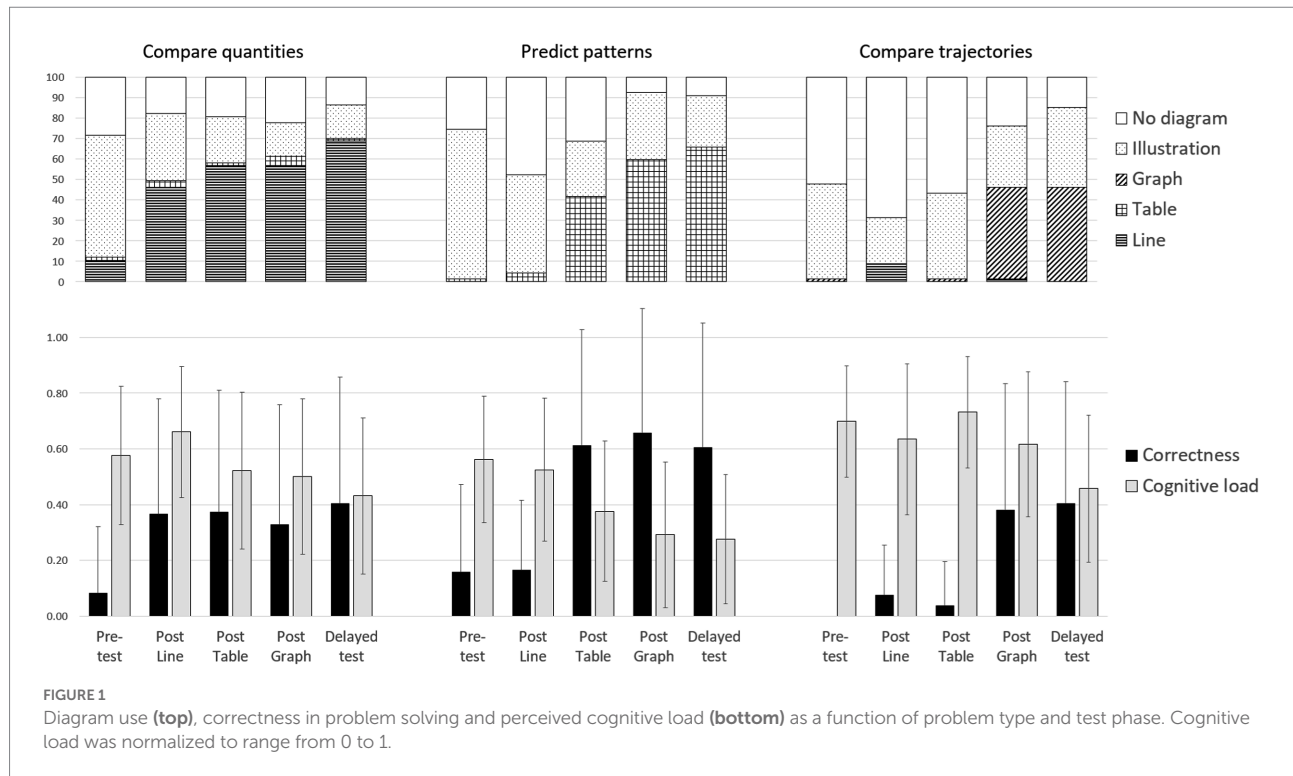 Compare quantities
Predict patterns
Compare trajectories
100
90
80
70
60
50
40
30
20
10
0
No diagram
Illustration
Graph
Table
Line
1.00
0.80
0.60
0.40
0.20
0.00
Correctness
Cognitive load
Pre-
test
Post
Line
Post
Table
Post
Graph
Delayed
test
Pre-
test
Post
Line
Post
Table
Post
Graph
Delayed
test
Pre-
test
Post
Line
Post
Table
Post
Graph
Delayed
test
FIGURE 1
Diagram use (top), correctness in problem solving and perceived cognitive load (bottom) as a function of problem type and test phase. Cognitive
load was normalized to range from 0 to 1.